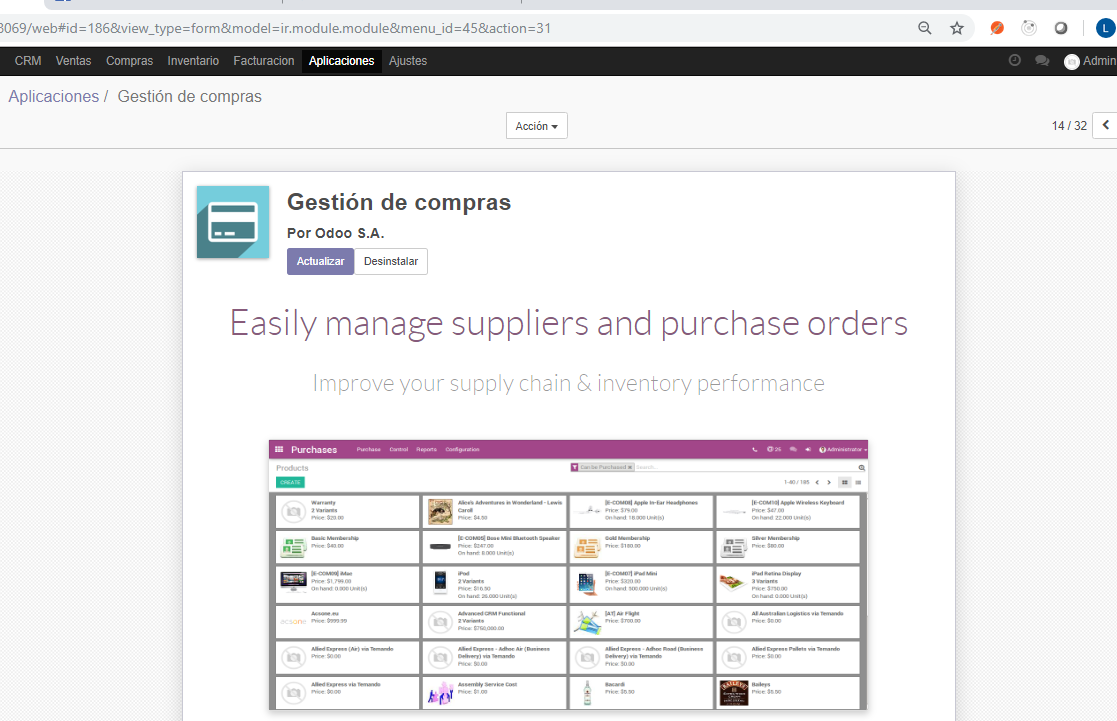 8069/web#id=186&view_type=form&model=ir.module.module&menu_id=45&action=31
L
CRM Ventas Compras Inventario Facturacion Aplicaciones Ajustes Admin
Aplicaciones / Gestión de compras
Acción
14 / 32
Gestión de compras
Por Odoo S.A.
Actualizar Desinstalar
Easily manage suppliers and purchase orders
Improve your supply chain & inventory performance
Purchases Purchase Control Reports Configuration 25 Administrator
Products Can be Purchased Search...
CREATE 1-40 / 185
Warranty
2 Variants
Price: $20.00
Alice's Adventures in Wonderland - Lewis
Caroll
Price: $4.50
[E-COM08] Apple In-Ear Headphones
Price: $79.00
On hand: 18.000 Unit(s)
[E-COM10] Apple Wireless Keyboard
Price: $47.00
On hand: 22.000 Unit(s)
Basic Membership
Price: $40.00
[E-COM05] Bose Mini Bluetooth Speaker
Price: $247.00
On hand: 8.000 Unit(s)
Gold Membership
Price: $100.00
Silver Membership
Price: $80.00
[E-COM09] iMac
Price: $1,799.00
On hand: 0.000 Unit(s)
iPod
2 Variants
Price: $16.50
On hand: 26.000 Unit(s)
[E-COM07] iPad Mini
Price: $320.00
On hand: 500.000 Unit(s)
iPad Retina Display
3 Variants
Price: $750.00
On hand: 0.000 Unit(s)
acsone
Acsone.eu
Price: $999.99
Advanced CRM Functional
2 Variants
Price: $750,000.00
[AT] Air Flight
Price: $700.00
All Australian Logistics via Temando
Price: $0.00
Allied Express (Air) via Temando
Price: $0.00
Allied Express - Adhoc Air (Business
Delivery) via Temando
Price: $0.00
Allied Express - Adhoc Road (Business
Delivery) via Temando
Price: $0.00
Allied Express Pallets via Temando
Price: $0.00
Allied Express via Temando
Price: $0.00
Assembly Service Cost
Price: $1.00
Bacardi
Price: $5.50
BAILEYS
Baileys
Price: $5.50